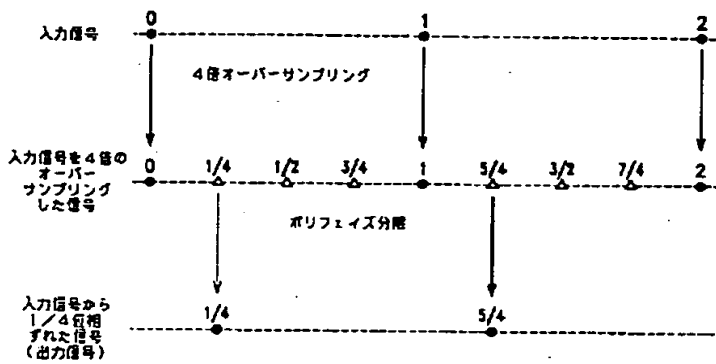 0 1 2
入力信号
4倍オーバーサンプリング
入力信号を4倍の
オーバー
サンプリング
した信号
0 1/4 1/2 3/4 1 5/4 3/2 7/4 2
ポリフェイズ分解
入力信号から
1/4位相
ずれた信号
(出力信号)
1/4 5/4